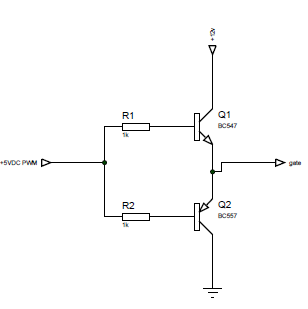 R1
1k
Q1
BC547
+5VDC PWM
gate
R2
1k
Q2
BC557